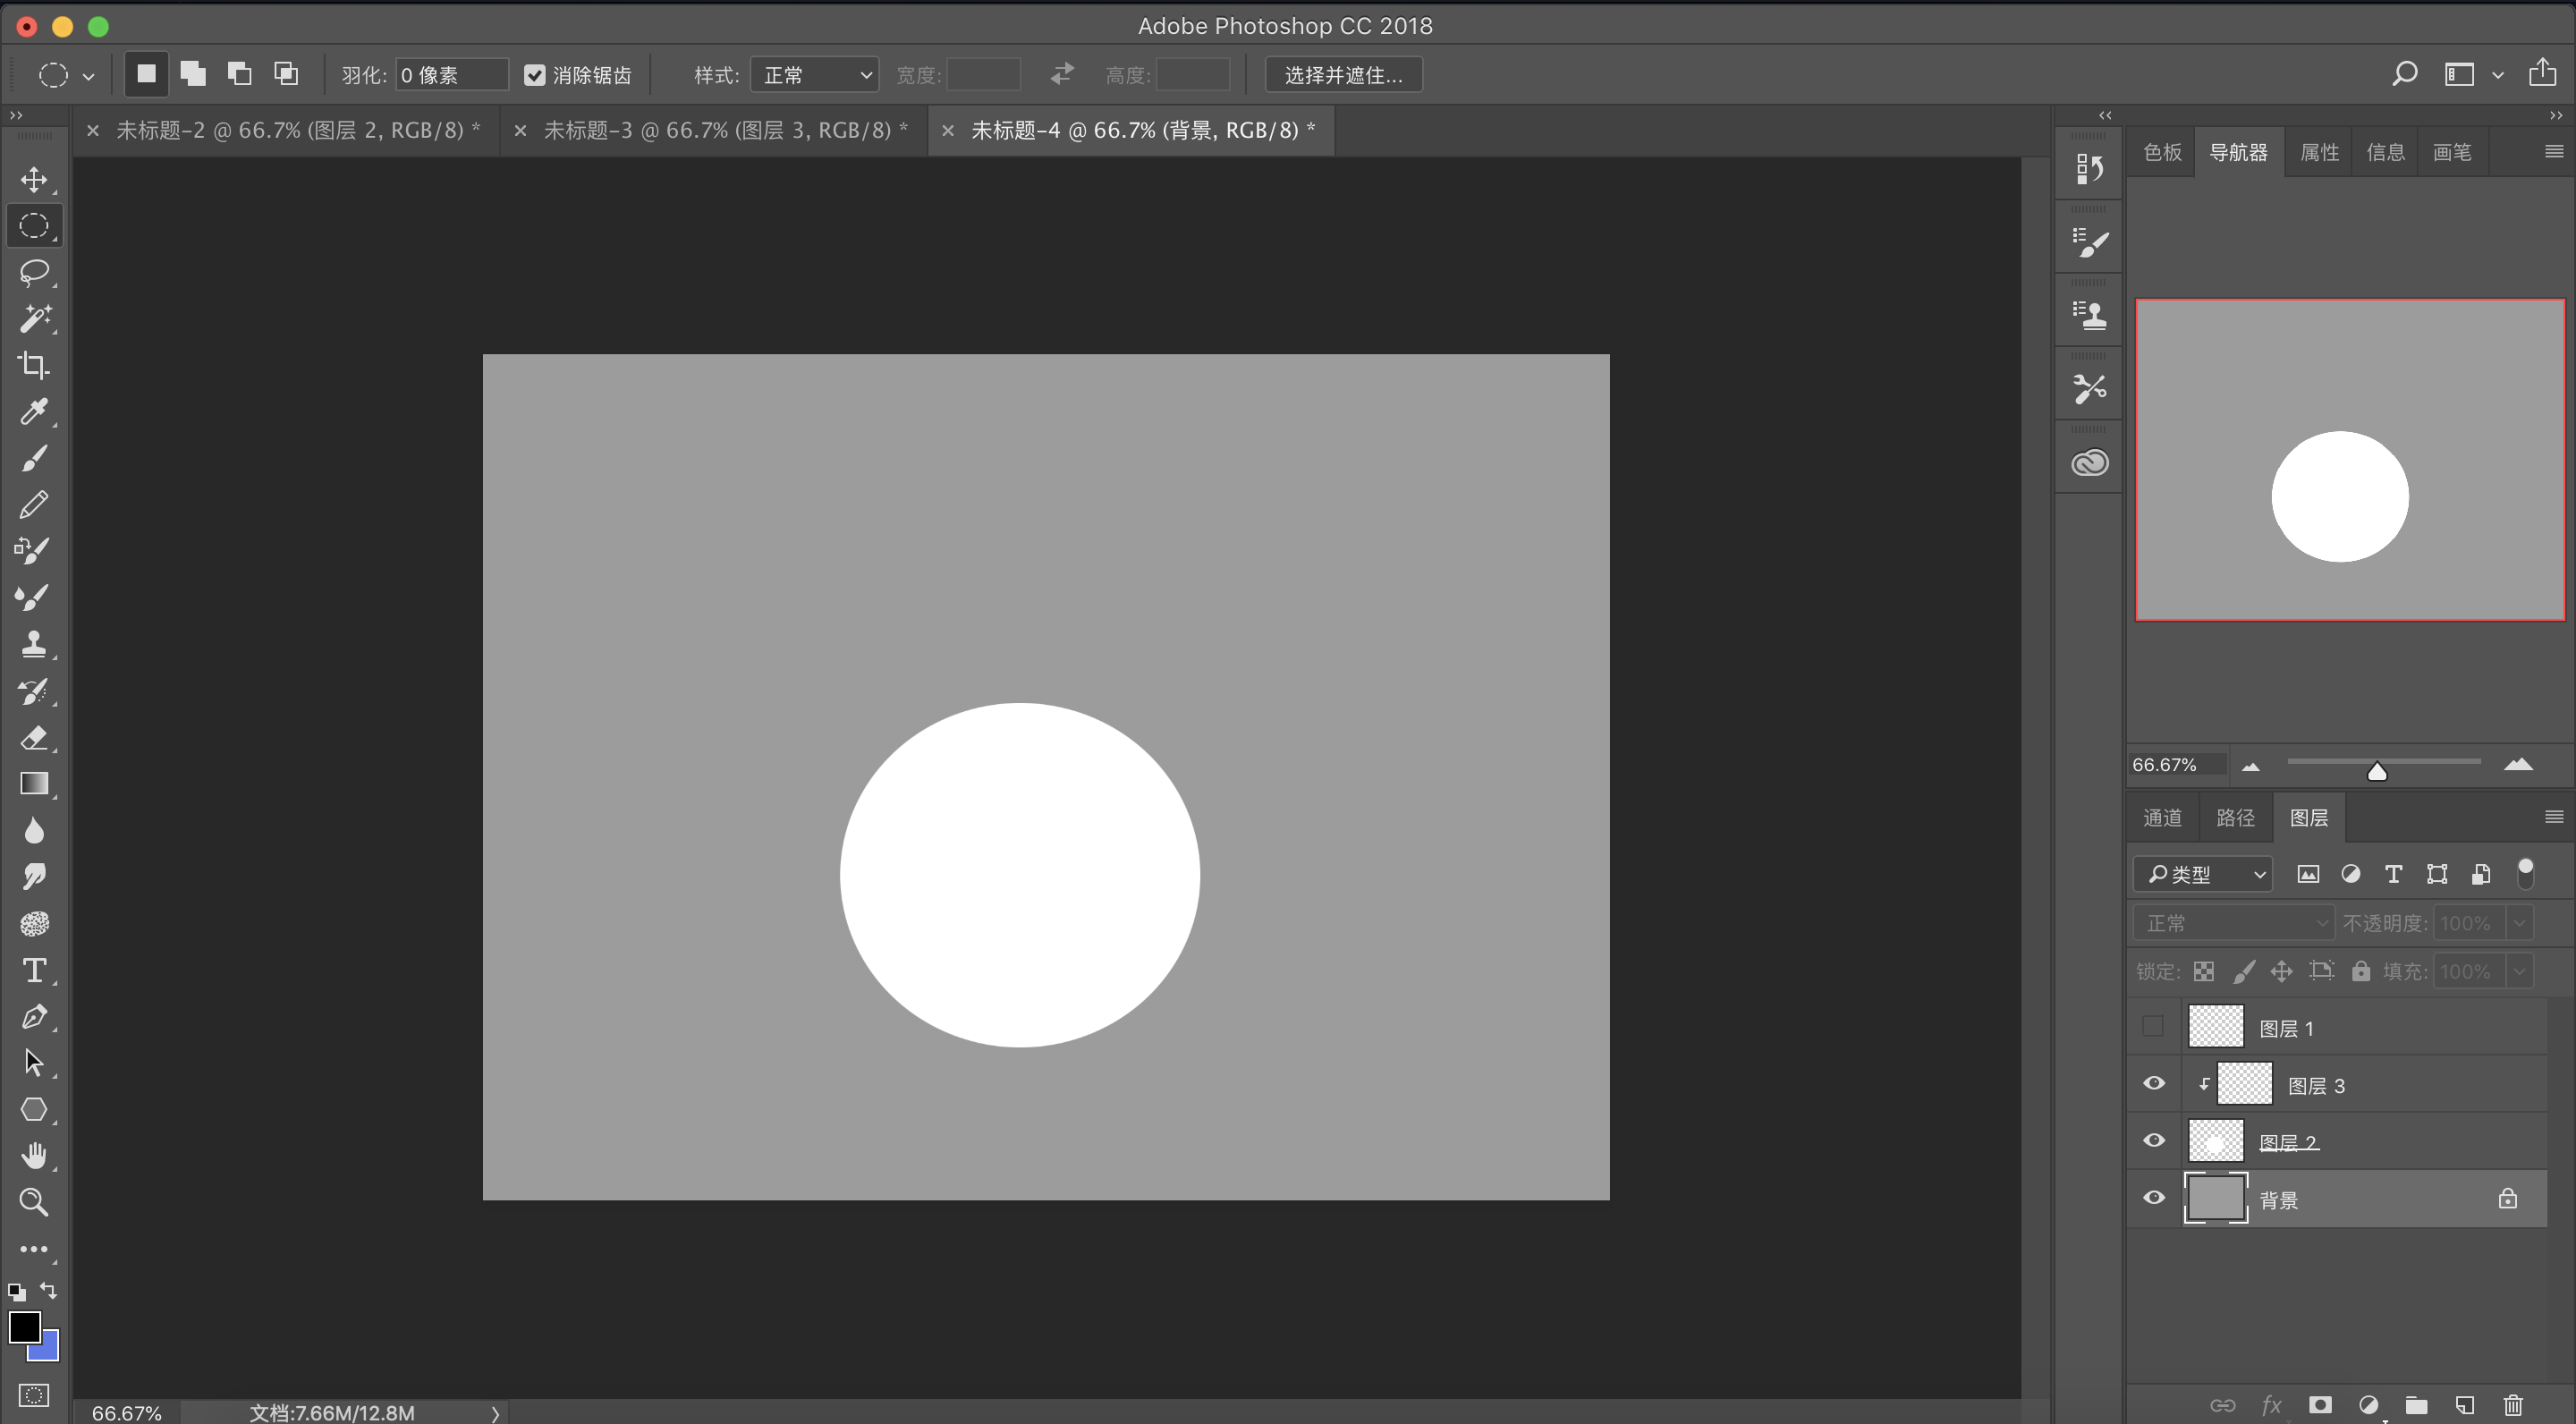 Adobe Photoshop CC 2018
羽化: 0 像素 消除锯齿 样式: 正常 宽度: 高度: 选择并遮住...
未标题-2 @ 66.7% (图层 2, RGB/8) *
未标题-3 @ 66.7% (图层 3, RGB/8) *
未标题-4 @ 66.7% (背景, RGB/8) *
色板 导航器 属性 信息 画笔
66.67%
通道 路径 图层
类型
正常 不透明度: 100%
锁定: 填充: 100%
图层 1
图层 3
图层 2
背景
fx
66.67% 文档:7.66M/12.8M